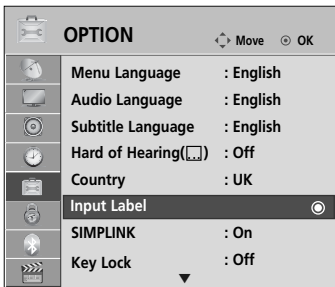 OPTION Move OK
Menu Language : English
Audio Language : English
Subtitle Language : English
Hard of Hearing() : Off
Country : UK
Input Label
SIMPLINK : On
Key Lock : Off